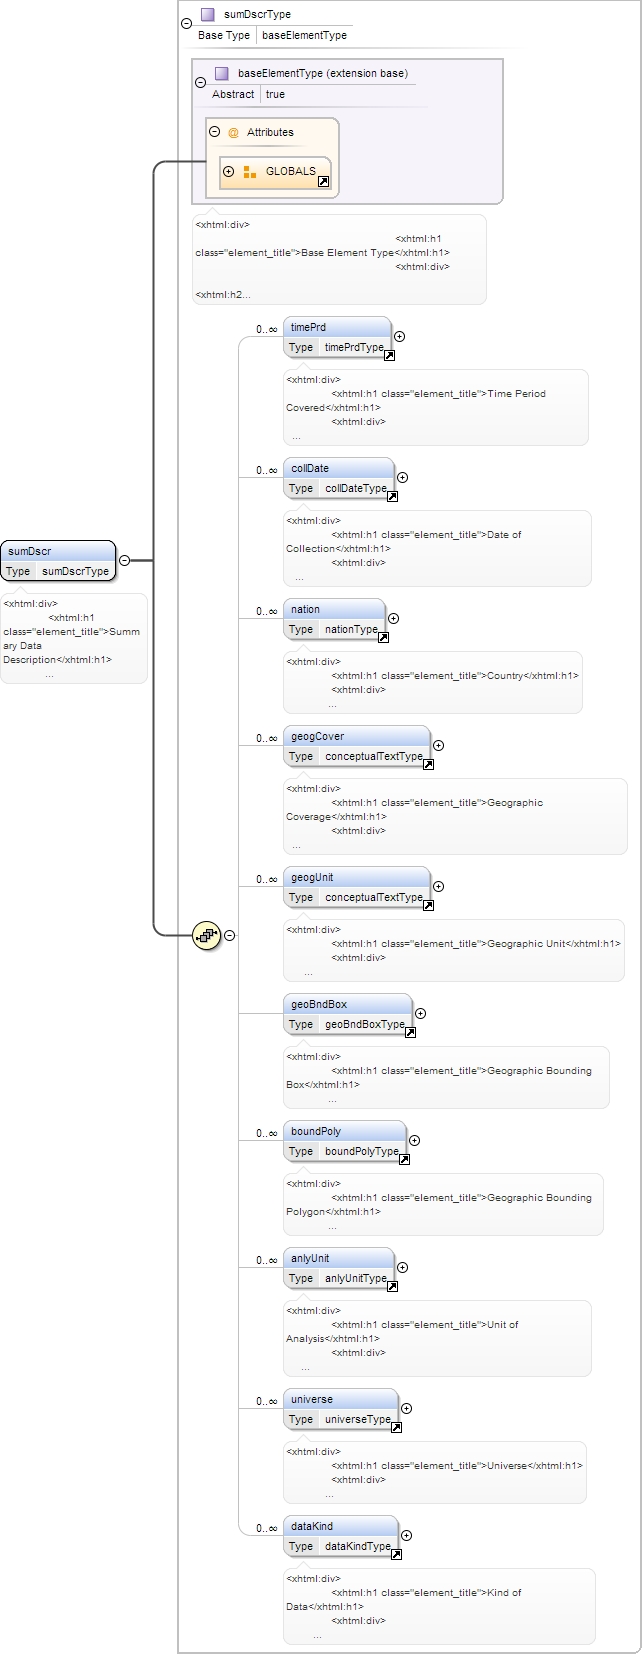 sumDscrType
Base Type baseElementType
baseElementType (extension base)
Abstract true
@ Attributes
GLOBALS
<xhtml:div>
<xhtml:h1
class="element_title">Base Element Type</xhtml:h1>
<xhtml:div>
<xhtml:h2...
0..∞ timePrd
Type timePrdType
<xhtml:div>
<xhtml:h1 class="element_title">Time Period
Covered</xhtml:h1>
<xhtml:div>
...
0..∞ collDate
Type collDateType
<xhtml:div>
<xhtml:h1 class="element_title">Date of
Collection</xhtml:h1>
<xhtml:div>
...
sumDscr
Type sumDscrType
<xhtml:div>
<xhtml:h1
class="element_title">Summ
ary Data
Description</xhtml:h1>
...
0..∞ nation
Type nationType
<xhtml:div>
<xhtml:h1 class="element_title">Country</xhtml:h1>
<xhtml:div>
...
0..∞ geogCover
Type conceptualTextType
<xhtml:div>
<xhtml:h1 class="element_title">Geographic
Coverage</xhtml:h1>
<xhtml:div>
...
0..∞ geogUnit
Type conceptualTextType
<xhtml:div>
<xhtml:h1 class="element_title">Geographic Unit</xhtml:h1>
<xhtml:div>
...
geoBndBox
Type geoBndBoxType
<xhtml:div>
<xhtml:h1 class="element_title">Geographic Bounding
Box</xhtml:h1>
...
0..∞ boundPoly
Type boundPolyType
<xhtml:div>
<xhtml:h1 class="element_title">Geographic Bounding
Polygon</xhtml:h1>
...
0..∞ anlyUnit
Type anlyUnitType
<xhtml:div>
<xhtml:h1 class="element_title">Unit of
Analysis</xhtml:h1>
<xhtml:div>
...
0..∞ universe
Type universeType
<xhtml:div>
<xhtml:h1 class="element_title">Universe</xhtml:h1>
<xhtml:div>
...
0..∞ dataKind
Type dataKindType
<xhtml:div>
<xhtml:h1 class="element_title">Kind of
Data</xhtml:h1>
<xhtml:div>
...